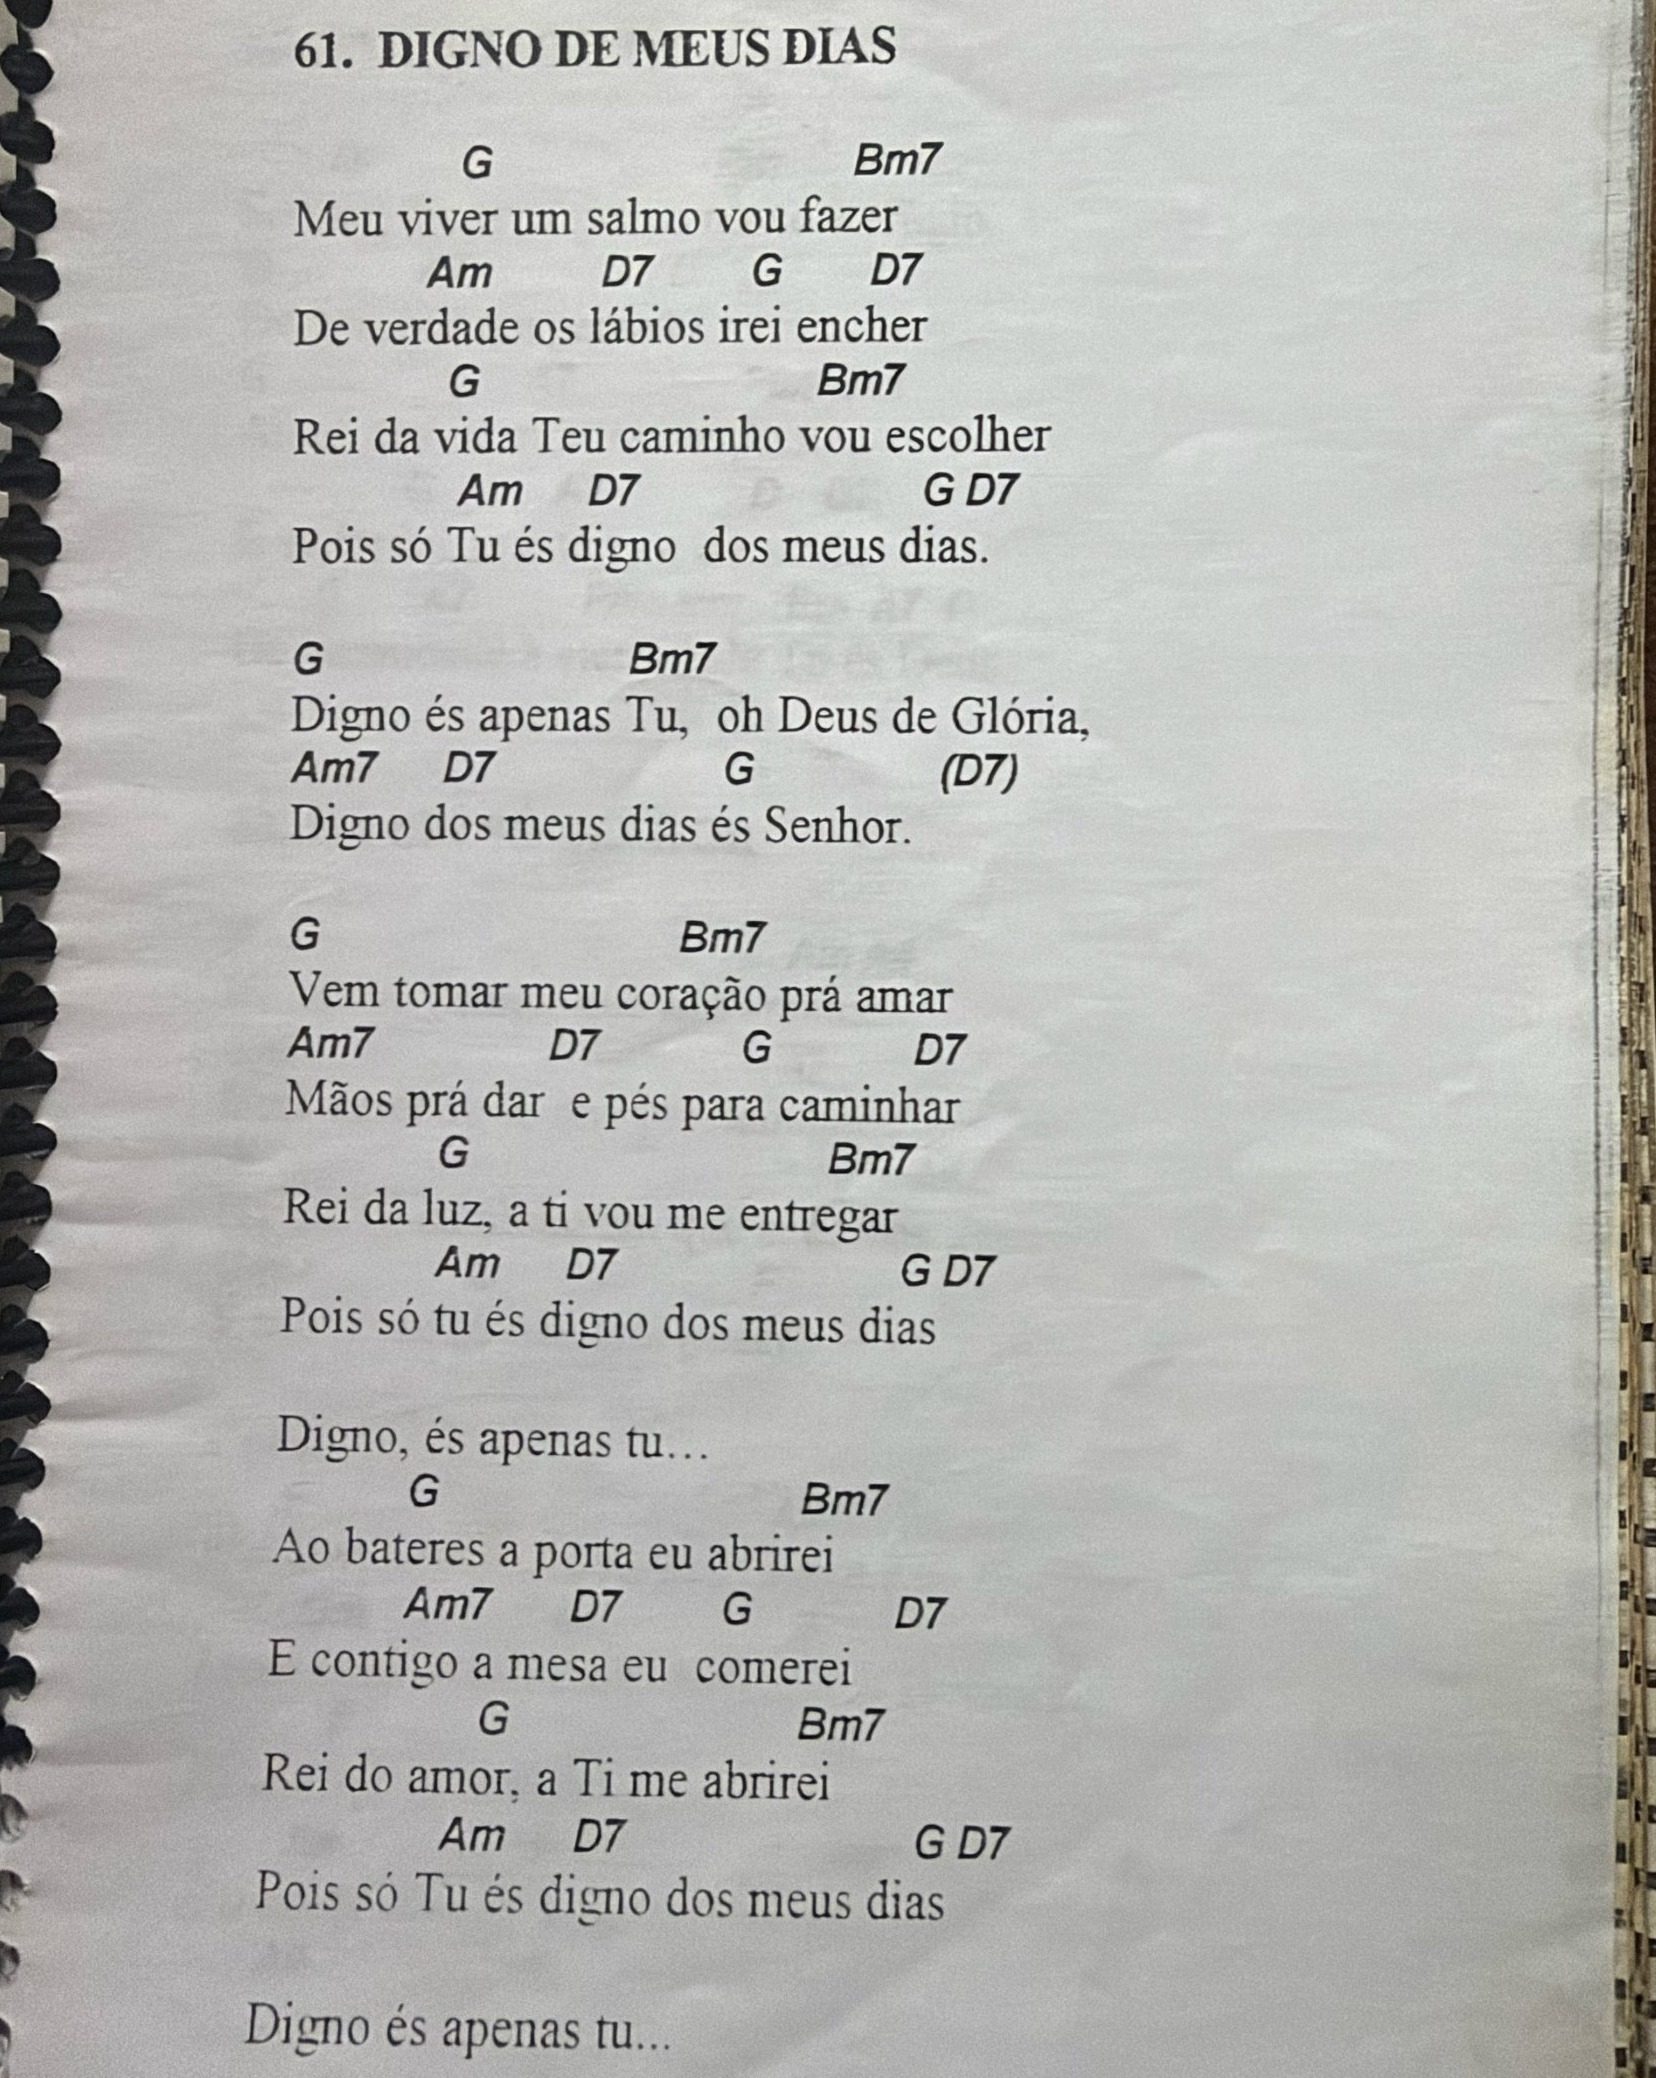 61. DIGNO DE MEUS DIAS
G Bm7
Meu viver um salmo vou fazer
Am D7 G D7
De verdade os lábios irei encher
G Bm7
Rei da vida Teu caminho vou escolher
Am D7 G D7
Pois só Tu és digno dos meus dias.
G Bm7
Digno és apenas Tu, oh Deus de Glória,
Am7 D7 G (D7)
Digno dos meus dias és Senhor.
G Bm7
Vem tomar meu coração prá amar
Am7 D7 G D7
Mãos prá dar e pés para caminhar
G Bm7
Rei da luz, a ti vou me entregar
Am D7 G D7
Pois só tu és digno dos meus dias
Digno, és apenas tu...
G Bm7
Ao bateres a porta eu abrirei
Am7 D7 G D7
E contigo a mesa eu comerei
G Bm7
Rei do amor, a Ti me abrirei
Am D7 G D7
Pois só Tu és digno dos meus dias
Digno és apenas tu...